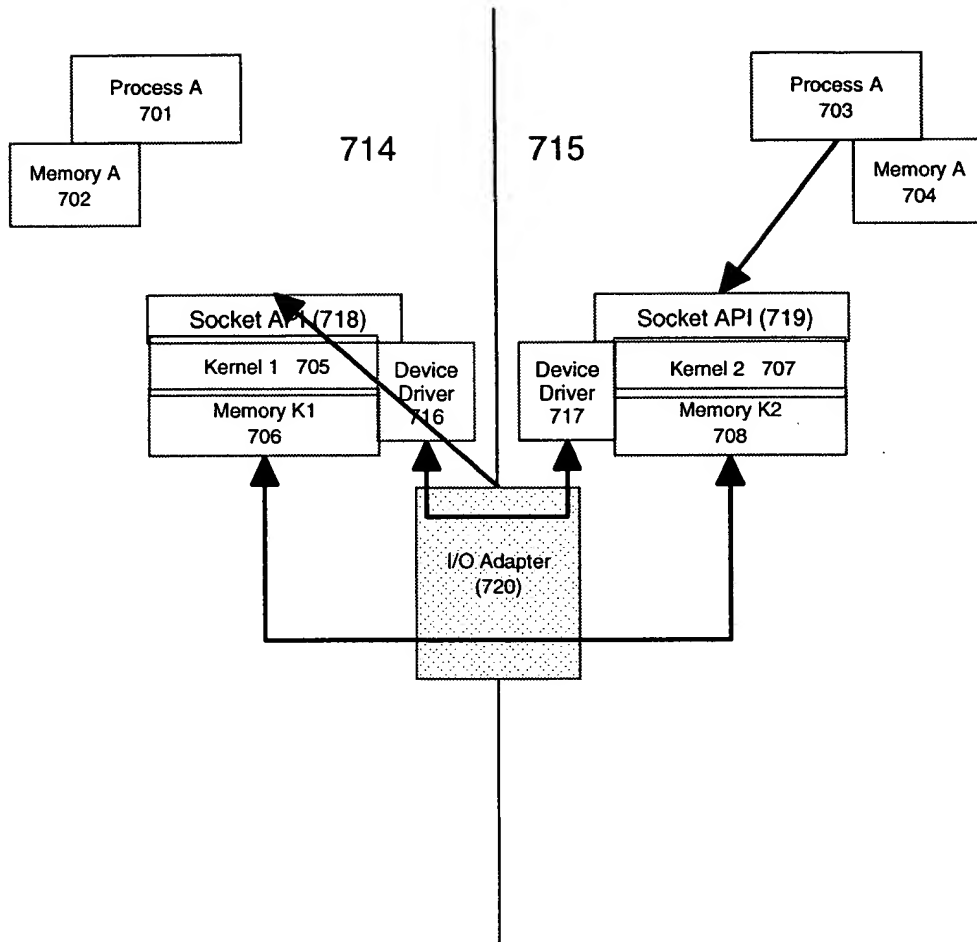 Process A
701
Memory A
702
714
715
Process A
703
Memory A
704
Socket API (718)
Kernel 1 705
Memory K1
706
Device
Driver
716
Device
Driver
717
Socket API (719)
Kernel 2 707
Memory K2
708
I/O Adapter
(720)